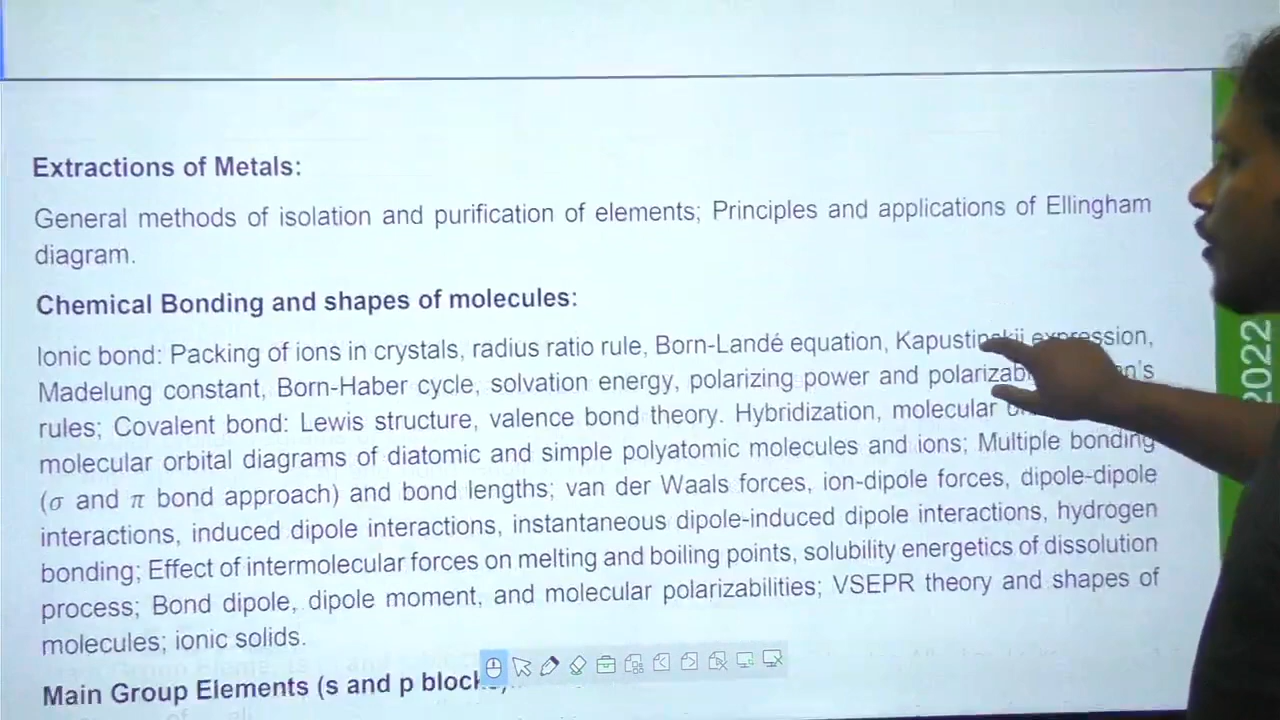 Extractions of Metals:
General methods of isolation and purification of elements; Principles and applications of Ellingham
diagram.
Chemical Bonding and shapes of molecules:
Ionic bond: Packing of ions in crystals, radius ratio rule, Born-Landé equation, Kapustinskii expression,
Madelung constant, Born-Haber cycle, solvation energy, polarizing power and
rules; Covalent bond: Lewis structure, valence bond theory. Hybridization, molecular
molecular orbital diagrams of diatomic and simple polyatomic molecules and ions; Multiple bonding
(σ and π bond approach) and bond lengths; van der Waals forces, ion-dipole forces, dipole-dipole
interactions, induced dipole interactions, instantaneous dipole-induced dipole interactions, hydrogen
bonding; Effect of intermolecular forces on melting and boiling points, solubility energetics of dissolution
process; Bond dipole, dipole moment, and molecular polarizabilities; VSEPR theory and shapes of
molecules; ionic solids.
Main Group Elements (s and p
2022